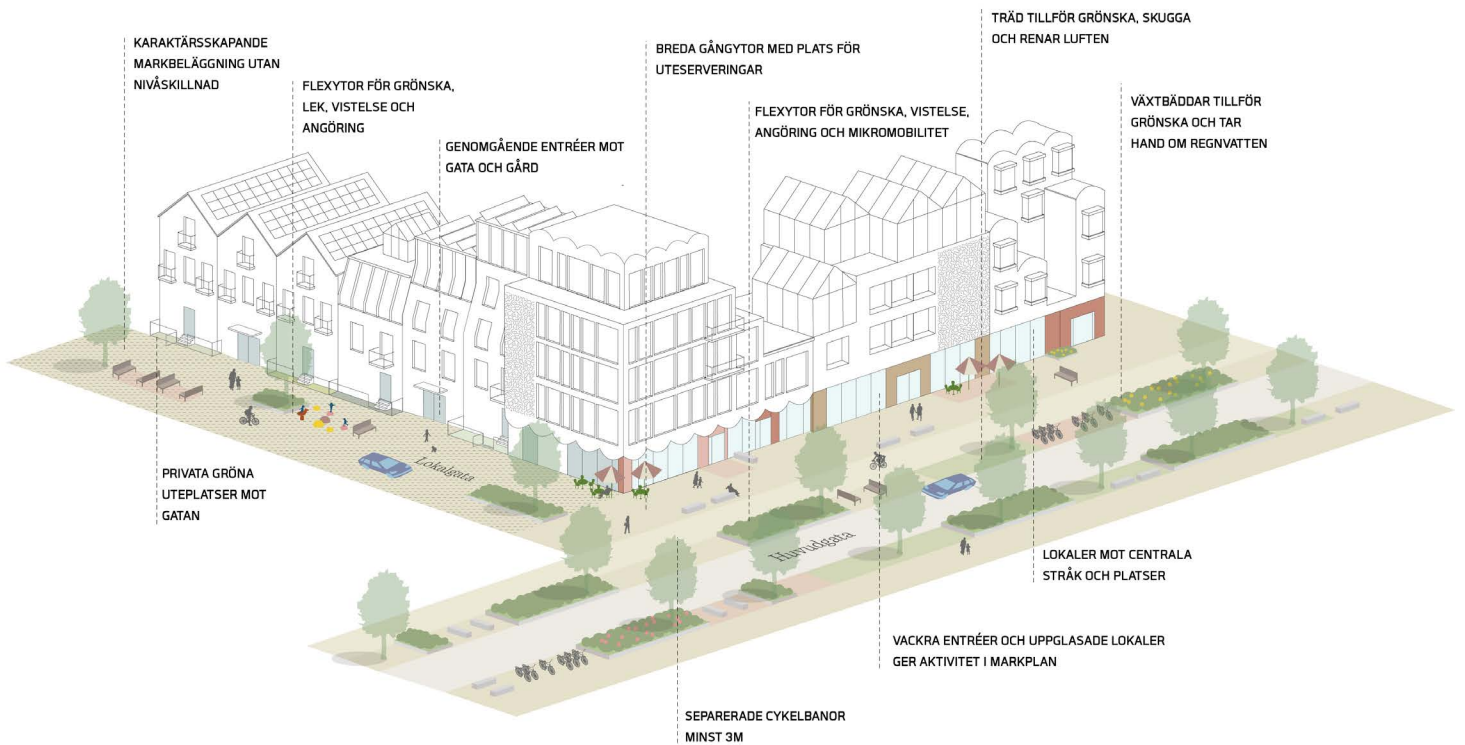 KARAKTÄRSSKAPANDE
MARKBELÄGGNING UTAN
NIVÅSKILLNAD
FLEXYTOR FÖR GRÖNSKA,
LEK, VISTELSE OCH
ANGÖRING
GENOMGÅENDE ENTRÉER MOT
GATA OCH GÅRD
BREDA GÅNGYTOR MED PLATS FÖR
UTESERVERINGAR
FLEXYTOR FÖR GRÖNSKA, VISTELSE,
ANGÖRING OCH MIKROMOBILITET
TRÄD TILLFÖR GRÖNSKA, SKUGGA
OCH RENAR LUFTEN
VÄXTBÄDDAR TILLFÖR
GRÖNSKA OCH TAR
HAND OM REGNVATTEN
PRIVATA GRÖNA
UTEPLATSER MOT
GATAN
Lokalgata
Huvudgata
LOKALER MOT CENTRALA
STRÅK OCH PLATSER
VACKRA ENTRÉER OCH UPPGLASADE LOKALER
GER AKTIVITET I MARKPLAN
SEPARERADE CYKELBANOR
MINST 3M